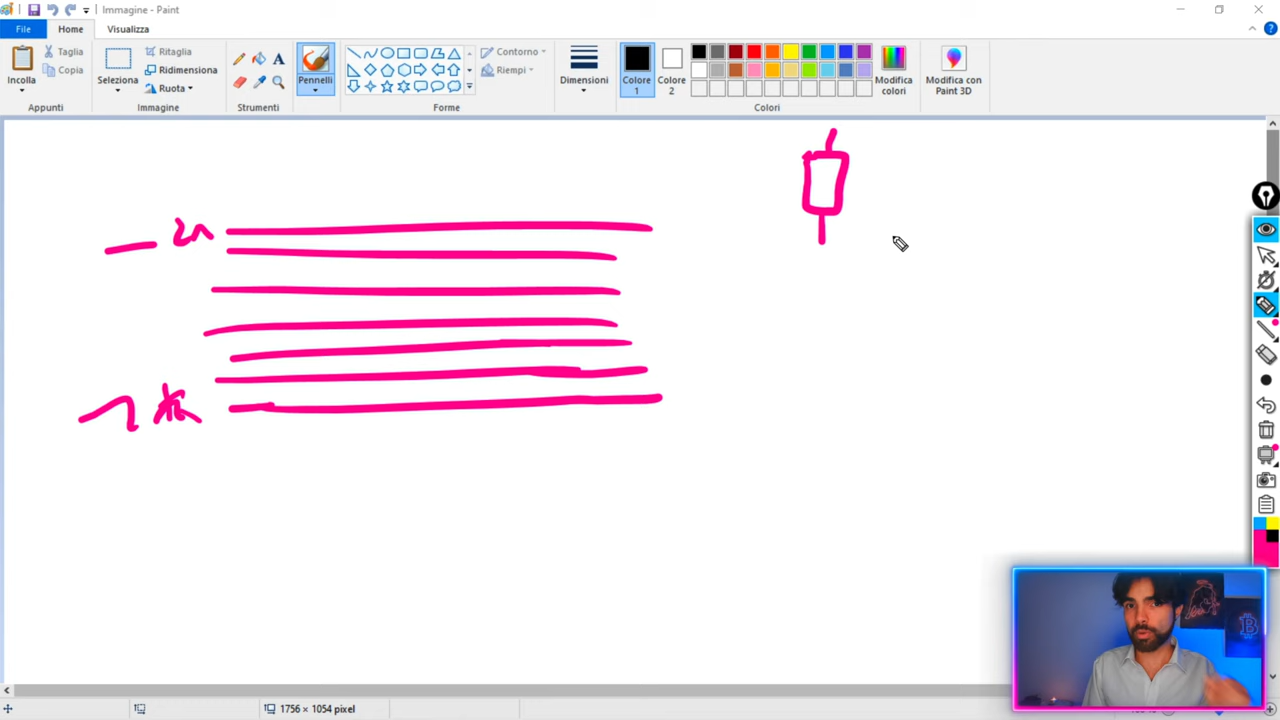 Immagine - Paint
File Home Visualizza
Incolla
Taglia
Copia
Appunti
Seleziona
Ritaglia
Ridimensiona
Ruota
Immagine
Strumenti
Pennelli
Contorno
Riempi
Forme
Dimensioni
Colore
1
Colore
2
Modifica
colori
Colori
Modifica con
Paint 3D
1756 × 1054 pixel